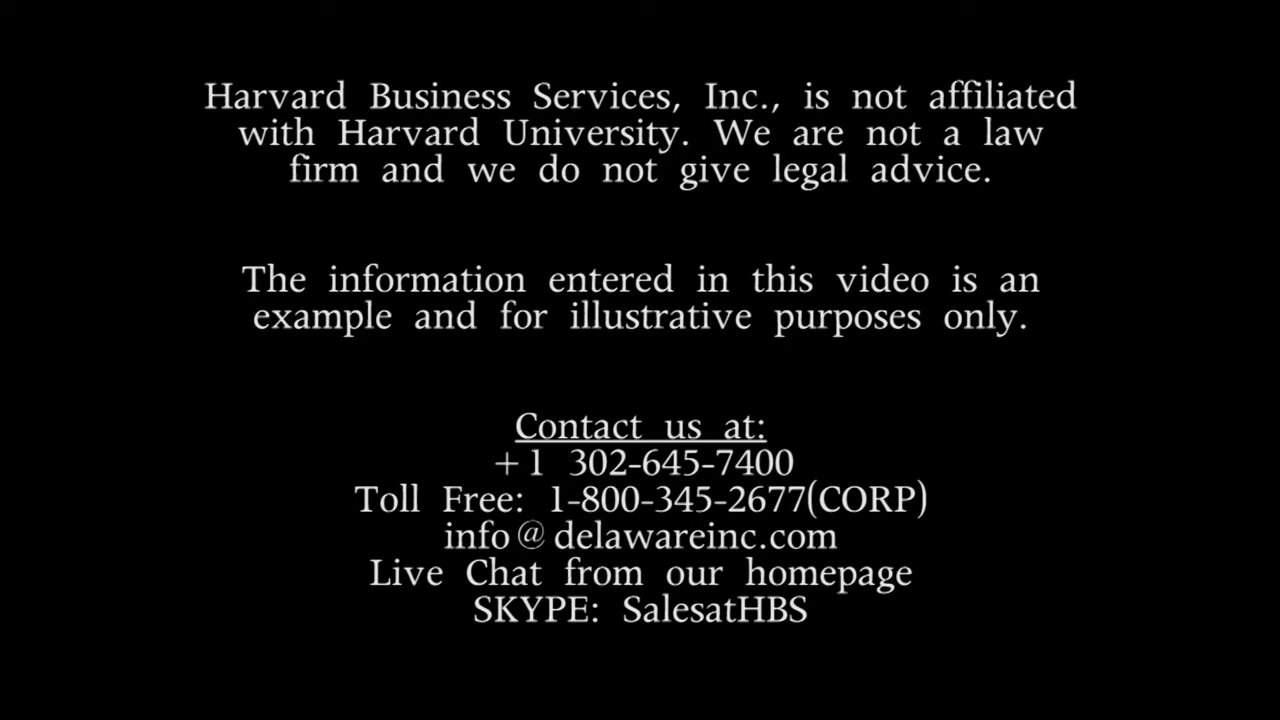 Harvard Business Services, Inc., is not affiliated
with Harvard University. We are not a law
firm and we do not give legal advice.
The information entered in this video is an
example and for illustrative purposes only.
Contact us at:
+1 302-645-7400
Toll Free: 1-800-345-2677(CORP)
info@delawareinc.com
Live Chat from our homepage
SKYPE: SalesatHBS